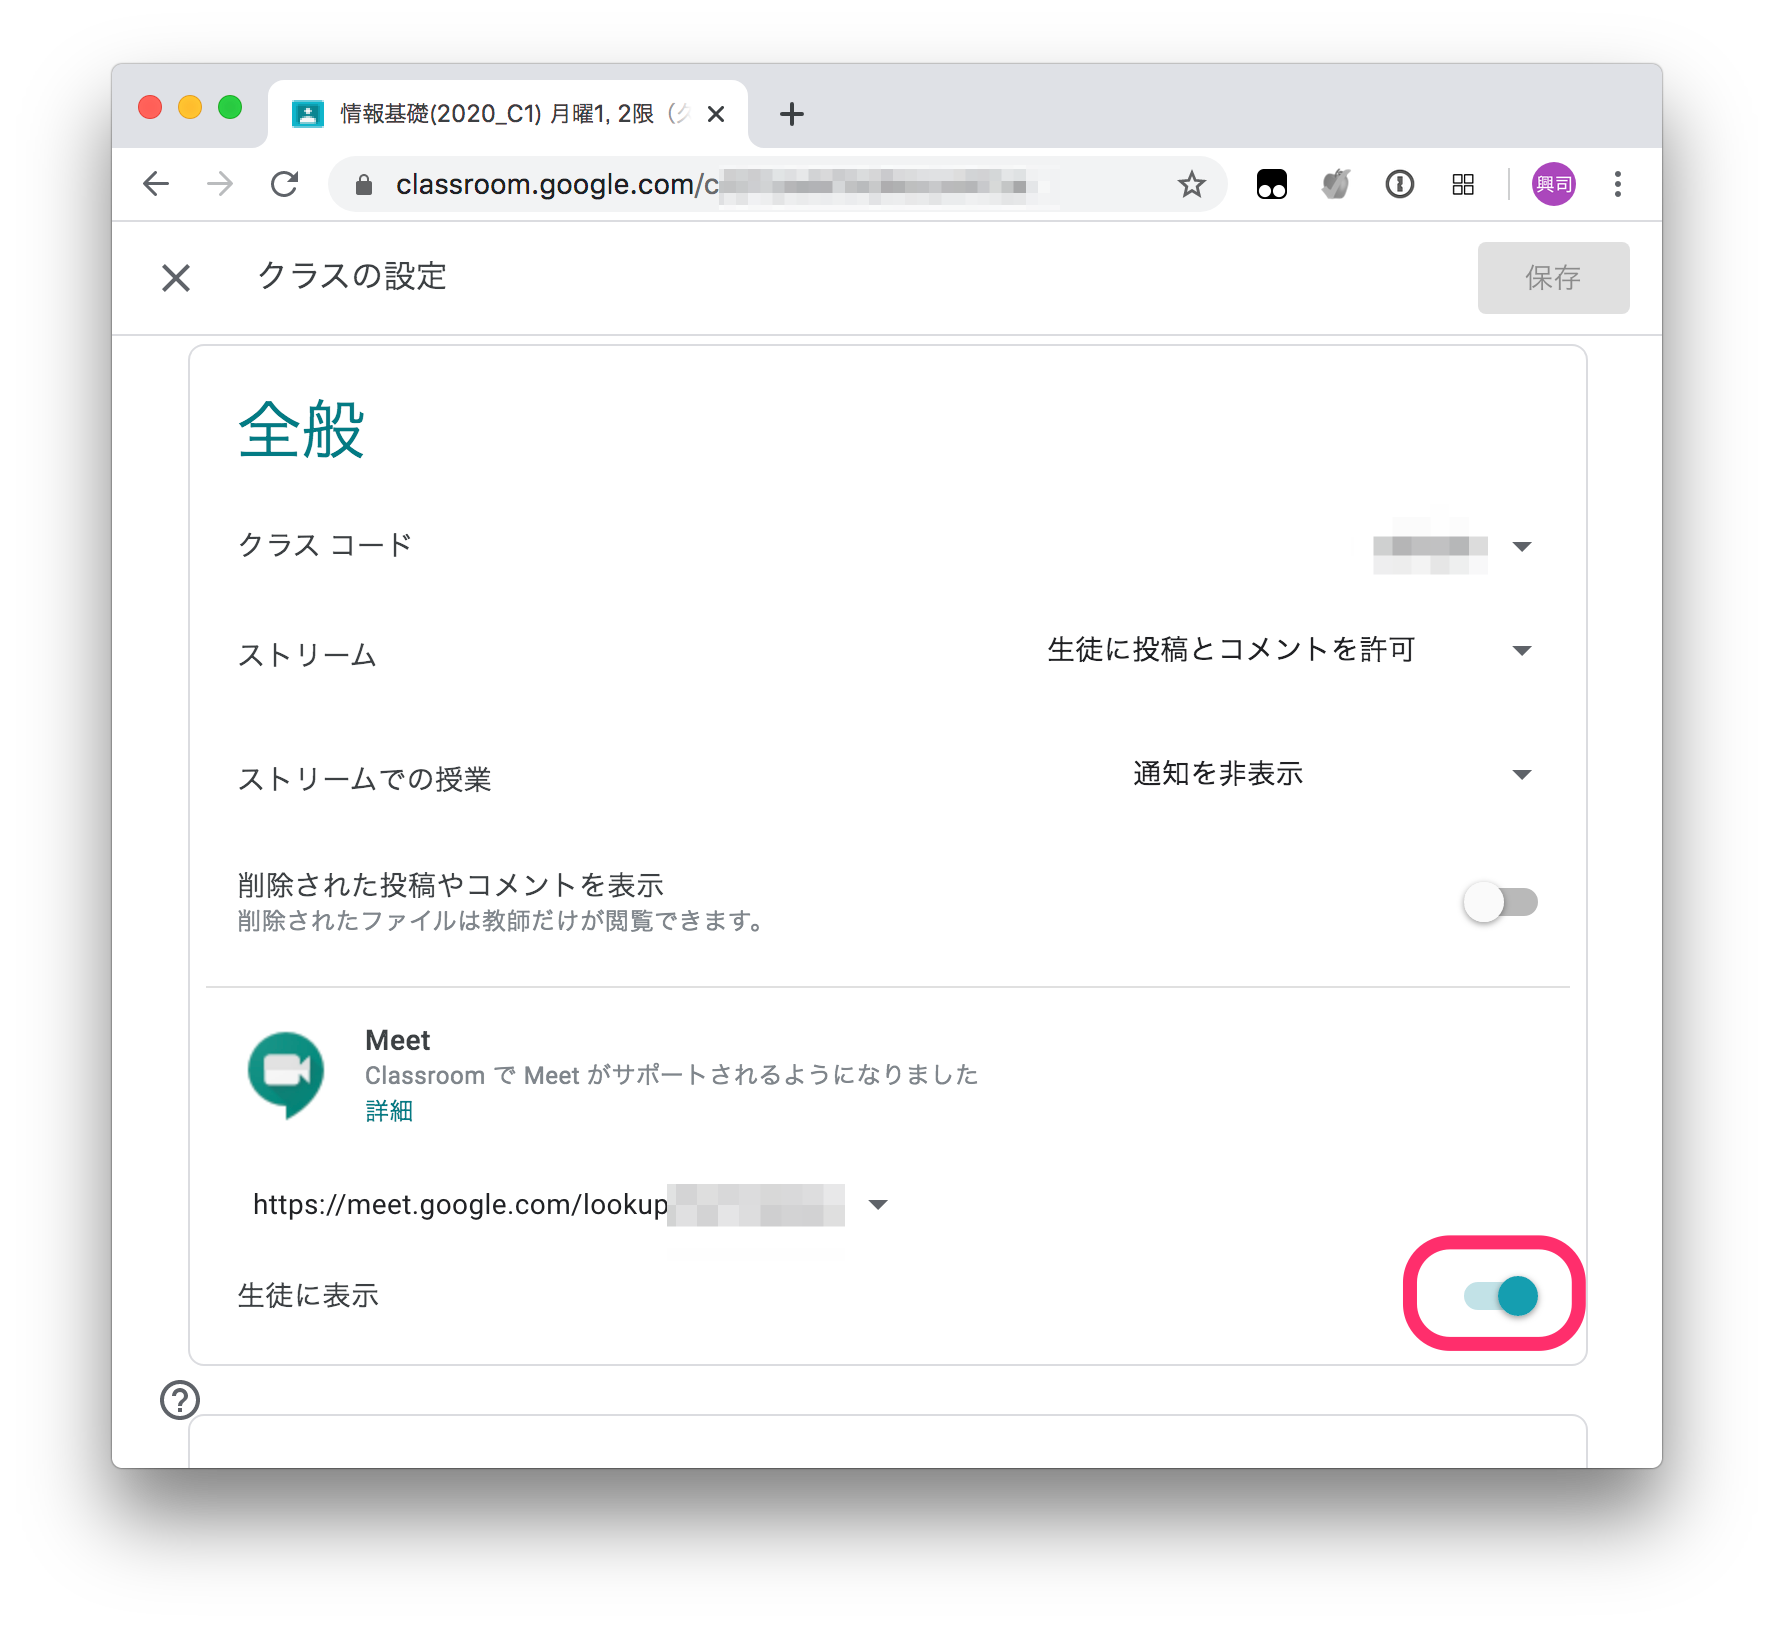 情報基礎(2020_C1) 月曜1, 2限（
classroom.google.com/c
興司
クラスの設定
保存
全般
クラス コード
ストリーム
生徒に投稿とコメントを許可
ストリームでの授業
通知を非表示
削除された投稿やコメントを表示
削除されたファイルは教師だけが閲覧できます。
Meet
Classroom で Meet がサポートされるようになりました
詳細
https://meet.google.com/lookup
生徒に表示